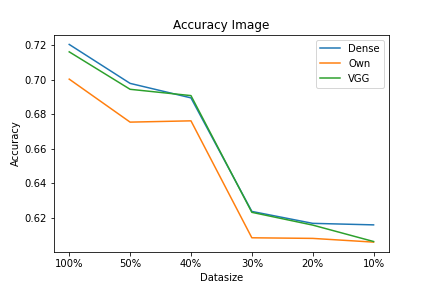 Accuracy Image
Dense
Own
VGG
Accuracy
0.72
0.70
0.68
0.66
0.64
0.62
100% 50% 40% 30% 20% 10%
Datasize